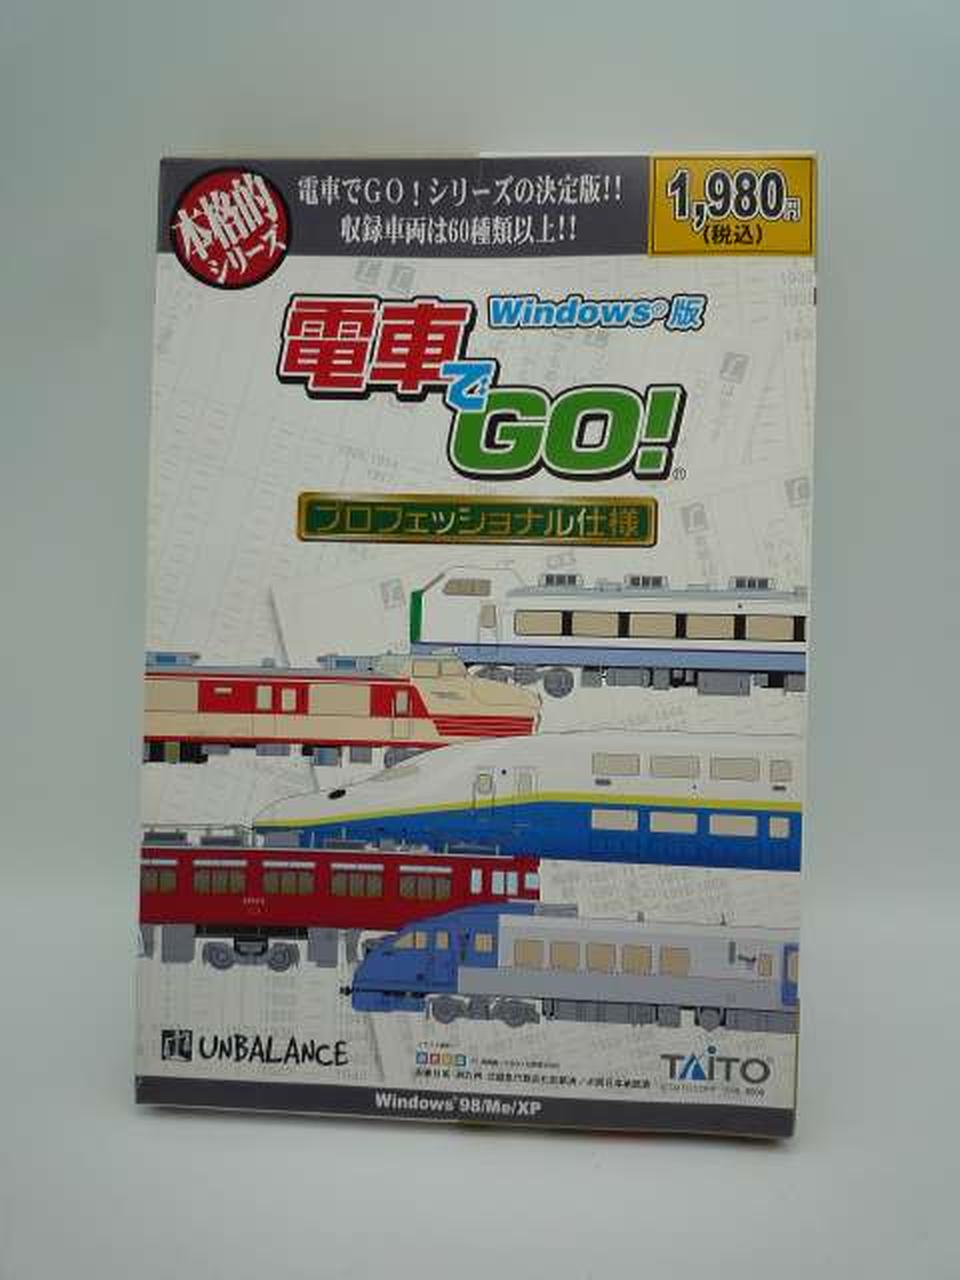 本格的
シリーズ
電車でGO!シリーズの決定版!!
収録車両は60種類以上!!
1,980円
(税込)
Windows®版
電車
で
GO!
®
プロフェッショナル仕様
UNBALANCE
TAITO
Windows®98/Me/XP